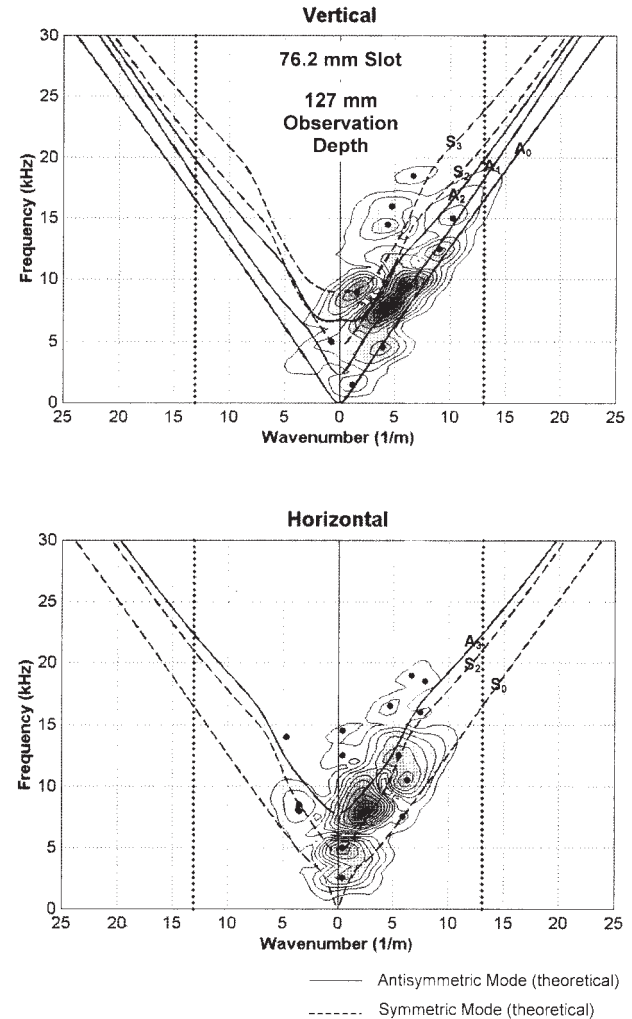 Vertical
76.2 mm Slot
127 mm
Observation
Depth
30
25
20
15
10
5
0
Frequency (kHz)
S3
S2
A1
A0
A2
25 20 15 10 5 0 5 10 15 20 25
Wavenumber (1/m)
Horizontal
30
25
20
15
10
5
0
Frequency (kHz)
A3
S2
S0
25 20 10 5 0 5 10 15 20 25
Wavenumber (1/m)
Antisymmetric Mode (theoretical)
Symmetric Mode (theoretical)